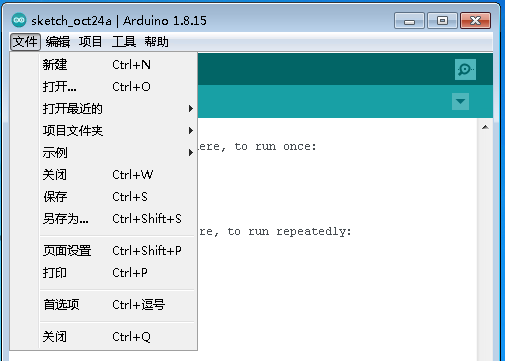 sketch_oct24a | Arduino 1.8.15
文件 编辑 项目 工具 帮助
新建 Ctrl+N
打开... Ctrl+O
打开最近的
项目文件夹
示例
here, to run once:
关闭 Ctrl+W
保存 Ctrl+S
另存为... Ctrl+Shift+S
re, to run repeatedly:
页面设置 Ctrl+Shift+P
打印 Ctrl+P
首选项 Ctrl+逗号
关闭 Ctrl+Q